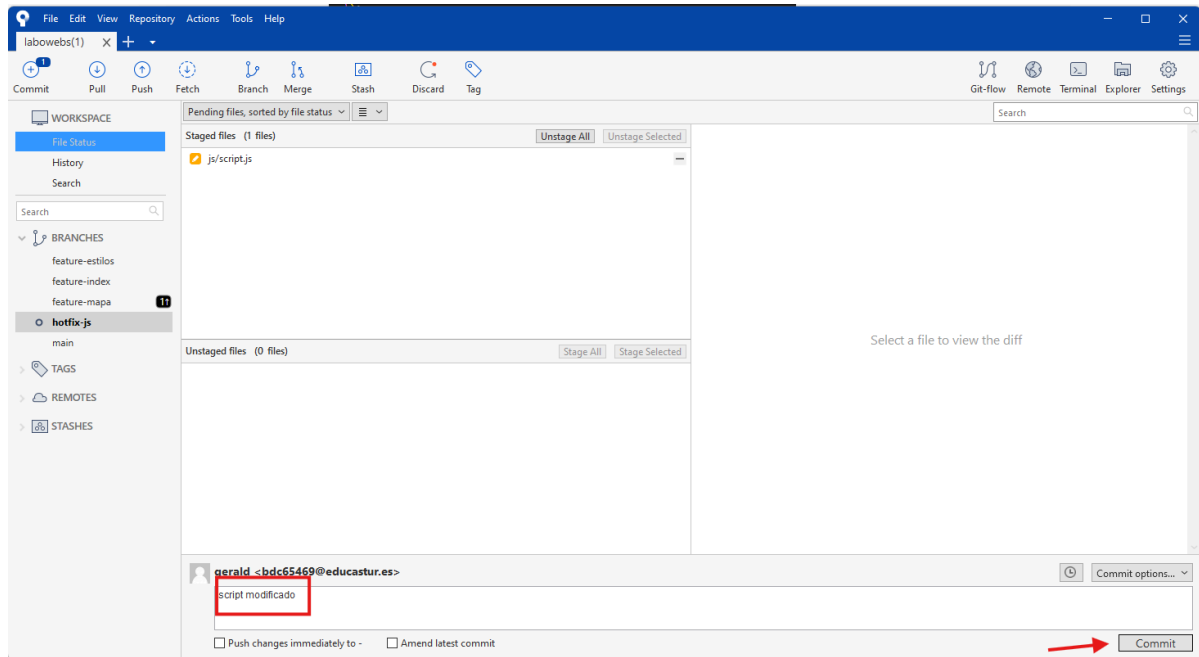 File Edit View Repository Actions Tools Help
labowebs(1)
1
Commit Pull Push Fetch Branch Merge Stash Discard Tag Git-flow Remote Terminal Explorer Settings
WORKSPACE
File Status
History
Search
Search
BRANCHES
feature-estilos
feature-index
feature-mapa 1↑
hotfix-js
main
TAGS
REMOTES
STASHES
Pending files, sorted by file status
Search
Staged files (1 files) Unstage All Unstage Selected
js/script.js
Unstaged files (0 files) Stage All Stage Selected
Select a file to view the diff
gerald <bdc65469@educastur.es> Commit options...
script modificado
Push changes immediately to - Amend latest commit Commit